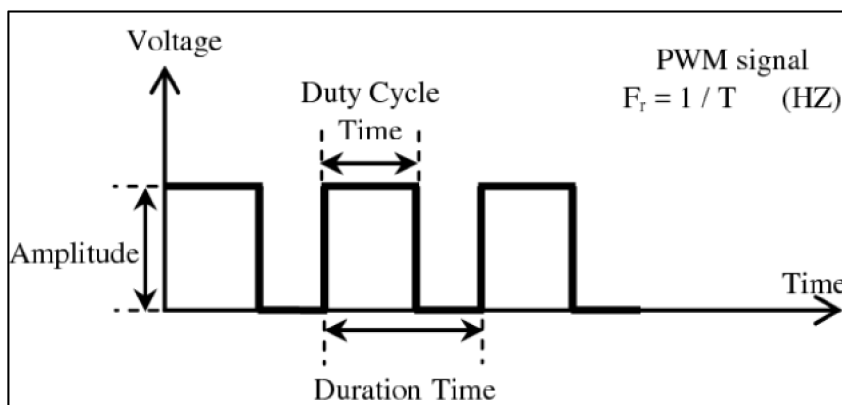 Voltage
PWM signal
Fᵣ = 1 / T (HZ)
Duty Cycle
Time
Amplitude
Time
Duration Time